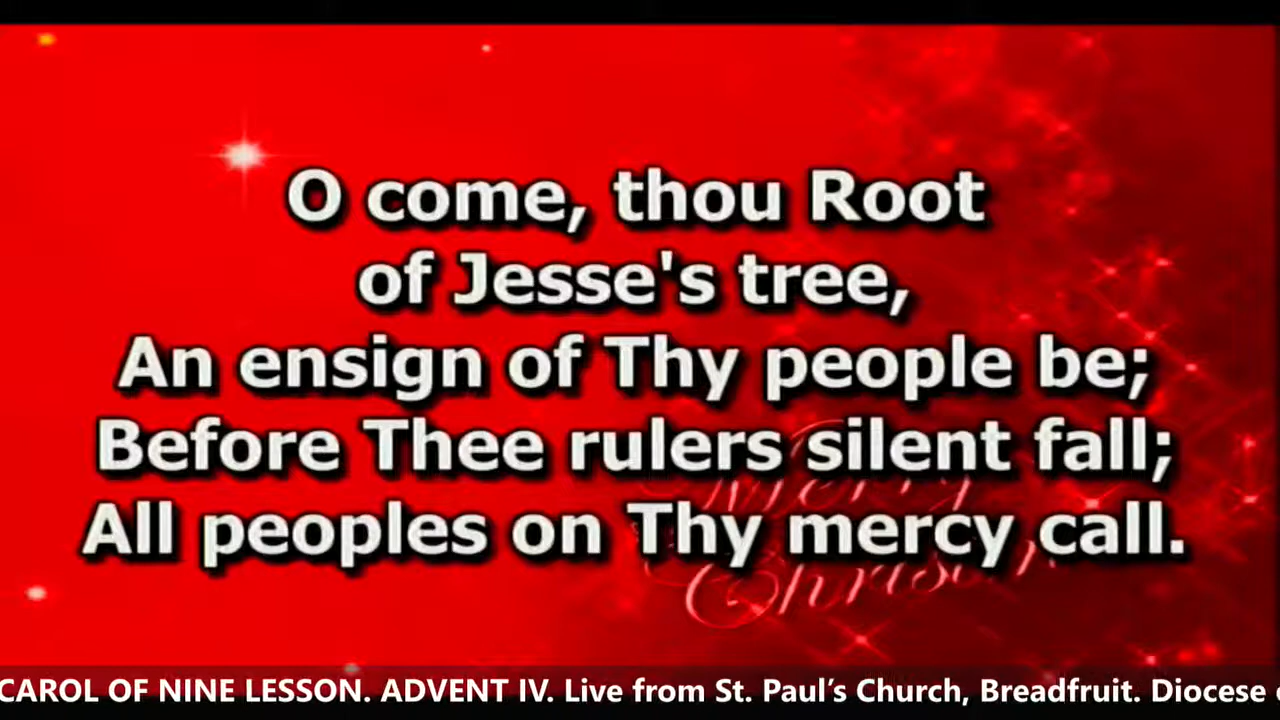 O come, thou Root
of Jesse's tree,
An ensign of Thy people be;
Before Thee rulers silent fall;
All peoples on Thy mercy call.
Merry
CAROL OF NINE LESSON. ADVENT IV. Live from St. Paul’s Church, Breadfruit. Diocese